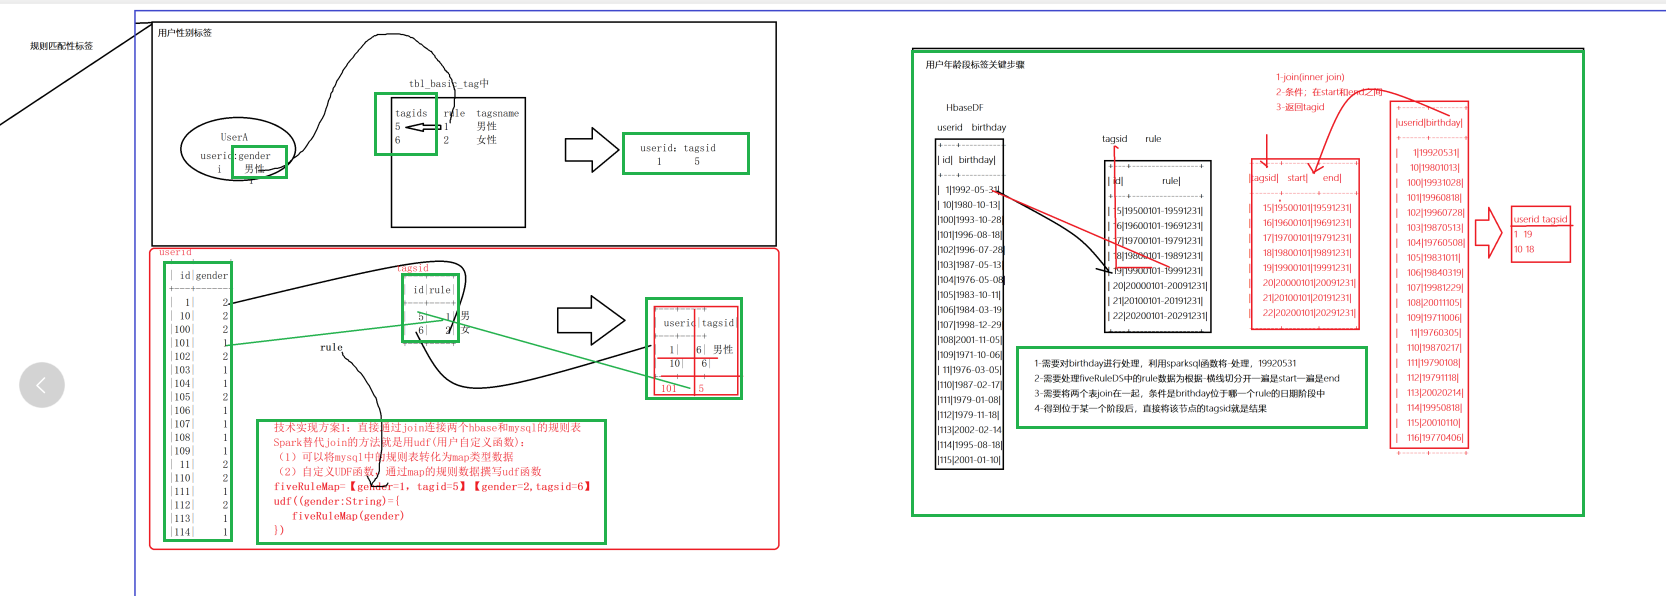 规则匹配性标签
用户性别标签
tbl_basic_tag中
tagids rule tagsname
5 1 男性
6 2 女性
UserA
userid:gender
1 男性
userid: tagsid
1 5
userid
| id|gender
+---+------
| 1| 2
| 10| 2
|100| 2
|101| 1
|102| 2
|103| 1
|104| 1
|105| 2
|106| 1
|107| 1
|108| 1
|109| 1
| 11| 2
|110| 2
|111| 1
|112| 2
|113| 1
|114| 1
tagsid
id|rule|
5| 1| 男
6| 2| 女
rule
userid|tagsid|
1| 6| 男性
10| 6|
101 5
技术实现方案1: 直接通过join连接两个hbase和mysql的规则表
Spark替代join的方法就是用udf(用户自定义函数):
（1）可以将mysql中的规则表转化为map类型数据
（2）自定义UDF函数，通过map的规则数据撰写udf函数
fiveRuleMap=【gender=1, tagid=5】【gender=2,tagsid=6】
udf((gender:String)={
fiveRuleMap(gender)
})
用户年龄段标签关键步骤
HbaseDF
userid birthday
+---+----------
| id| birthday|
+---+----------
| 1|1992-05-31|
| 10|1980-10-13|
|100|1993-10-28|
|101|1996-08-18|
|102|1996-07-28|
|103|1987-05-13|
|104|1976-05-08|
|105|1983-10-11|
|106|1984-03-19|
|107|1998-12-29|
|108|2001-11-05|
|109|1971-10-06|
| 11|1976-03-05|
|110|1987-02-17|
|111|1979-01-08|
|112|1979-11-18|
|113|2002-02-14|
|114|1995-08-18|
|115|2001-01-10|
tagsid rule
| id| rule|
| 15|19500101-19591231|
| 16|19600101-19691231|
| 17|19700101-19791231|
| 18|19800101-19891231|
| 19|19900101-19991231|
| 20|20000101-20091231|
| 21|20100101-20191231|
| 22|20200101-20291231|
1-join(inner join)
2-条件；在start和end之间
3-返回tagid
|tagsid| start| end|
15|19500101|19591231|
16|19600101|19691231|
17|19700101|19791231|
18|19800101|19891231|
19|19900101|19991231|
20|20000101|20091231|
21|20100101|20191231|
22|20200101|20291231|
|userid|birthday|
1|19920531|
10|19801013|
100|19931028|
101|19960818|
102|19960728|
103|19870513|
104|19760508|
105|19831011|
106|19840319|
107|19981229|
108|20011105|
109|19711006|
11|19760305|
110|19870217|
111|19790108|
112|19791118|
113|20020214|
114|19950818|
115|20010110|
116|19770406|
userid tagsid
1 19
10 18
1-需要对birthday进行处理，利用sparksql函数将-处理，19920531
2-需要处理fiveRuleDS中的rule数据为根据-横线切分开一遍是start一遍是end
3-需要将两个表join在一起，条件是brithday位于哪一个rule的日期阶段中
4-得到位于某一个阶段后，直接将该节点的tagsid就是结果